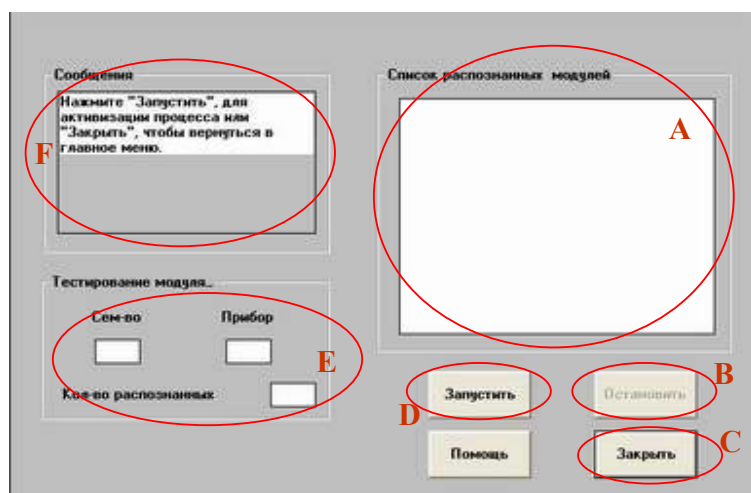 Сообщения
Нажмите "Запустить", для
активизации процесса или
"Закрыть", чтобы вернуться в
главное меню.
F
Список распознанных модулей
A
Тестирование модуля..
Сем-во Прибор
E
Кол-во распознанных
Запустить
D
Остановить
B
Помощь
Закрыть
C